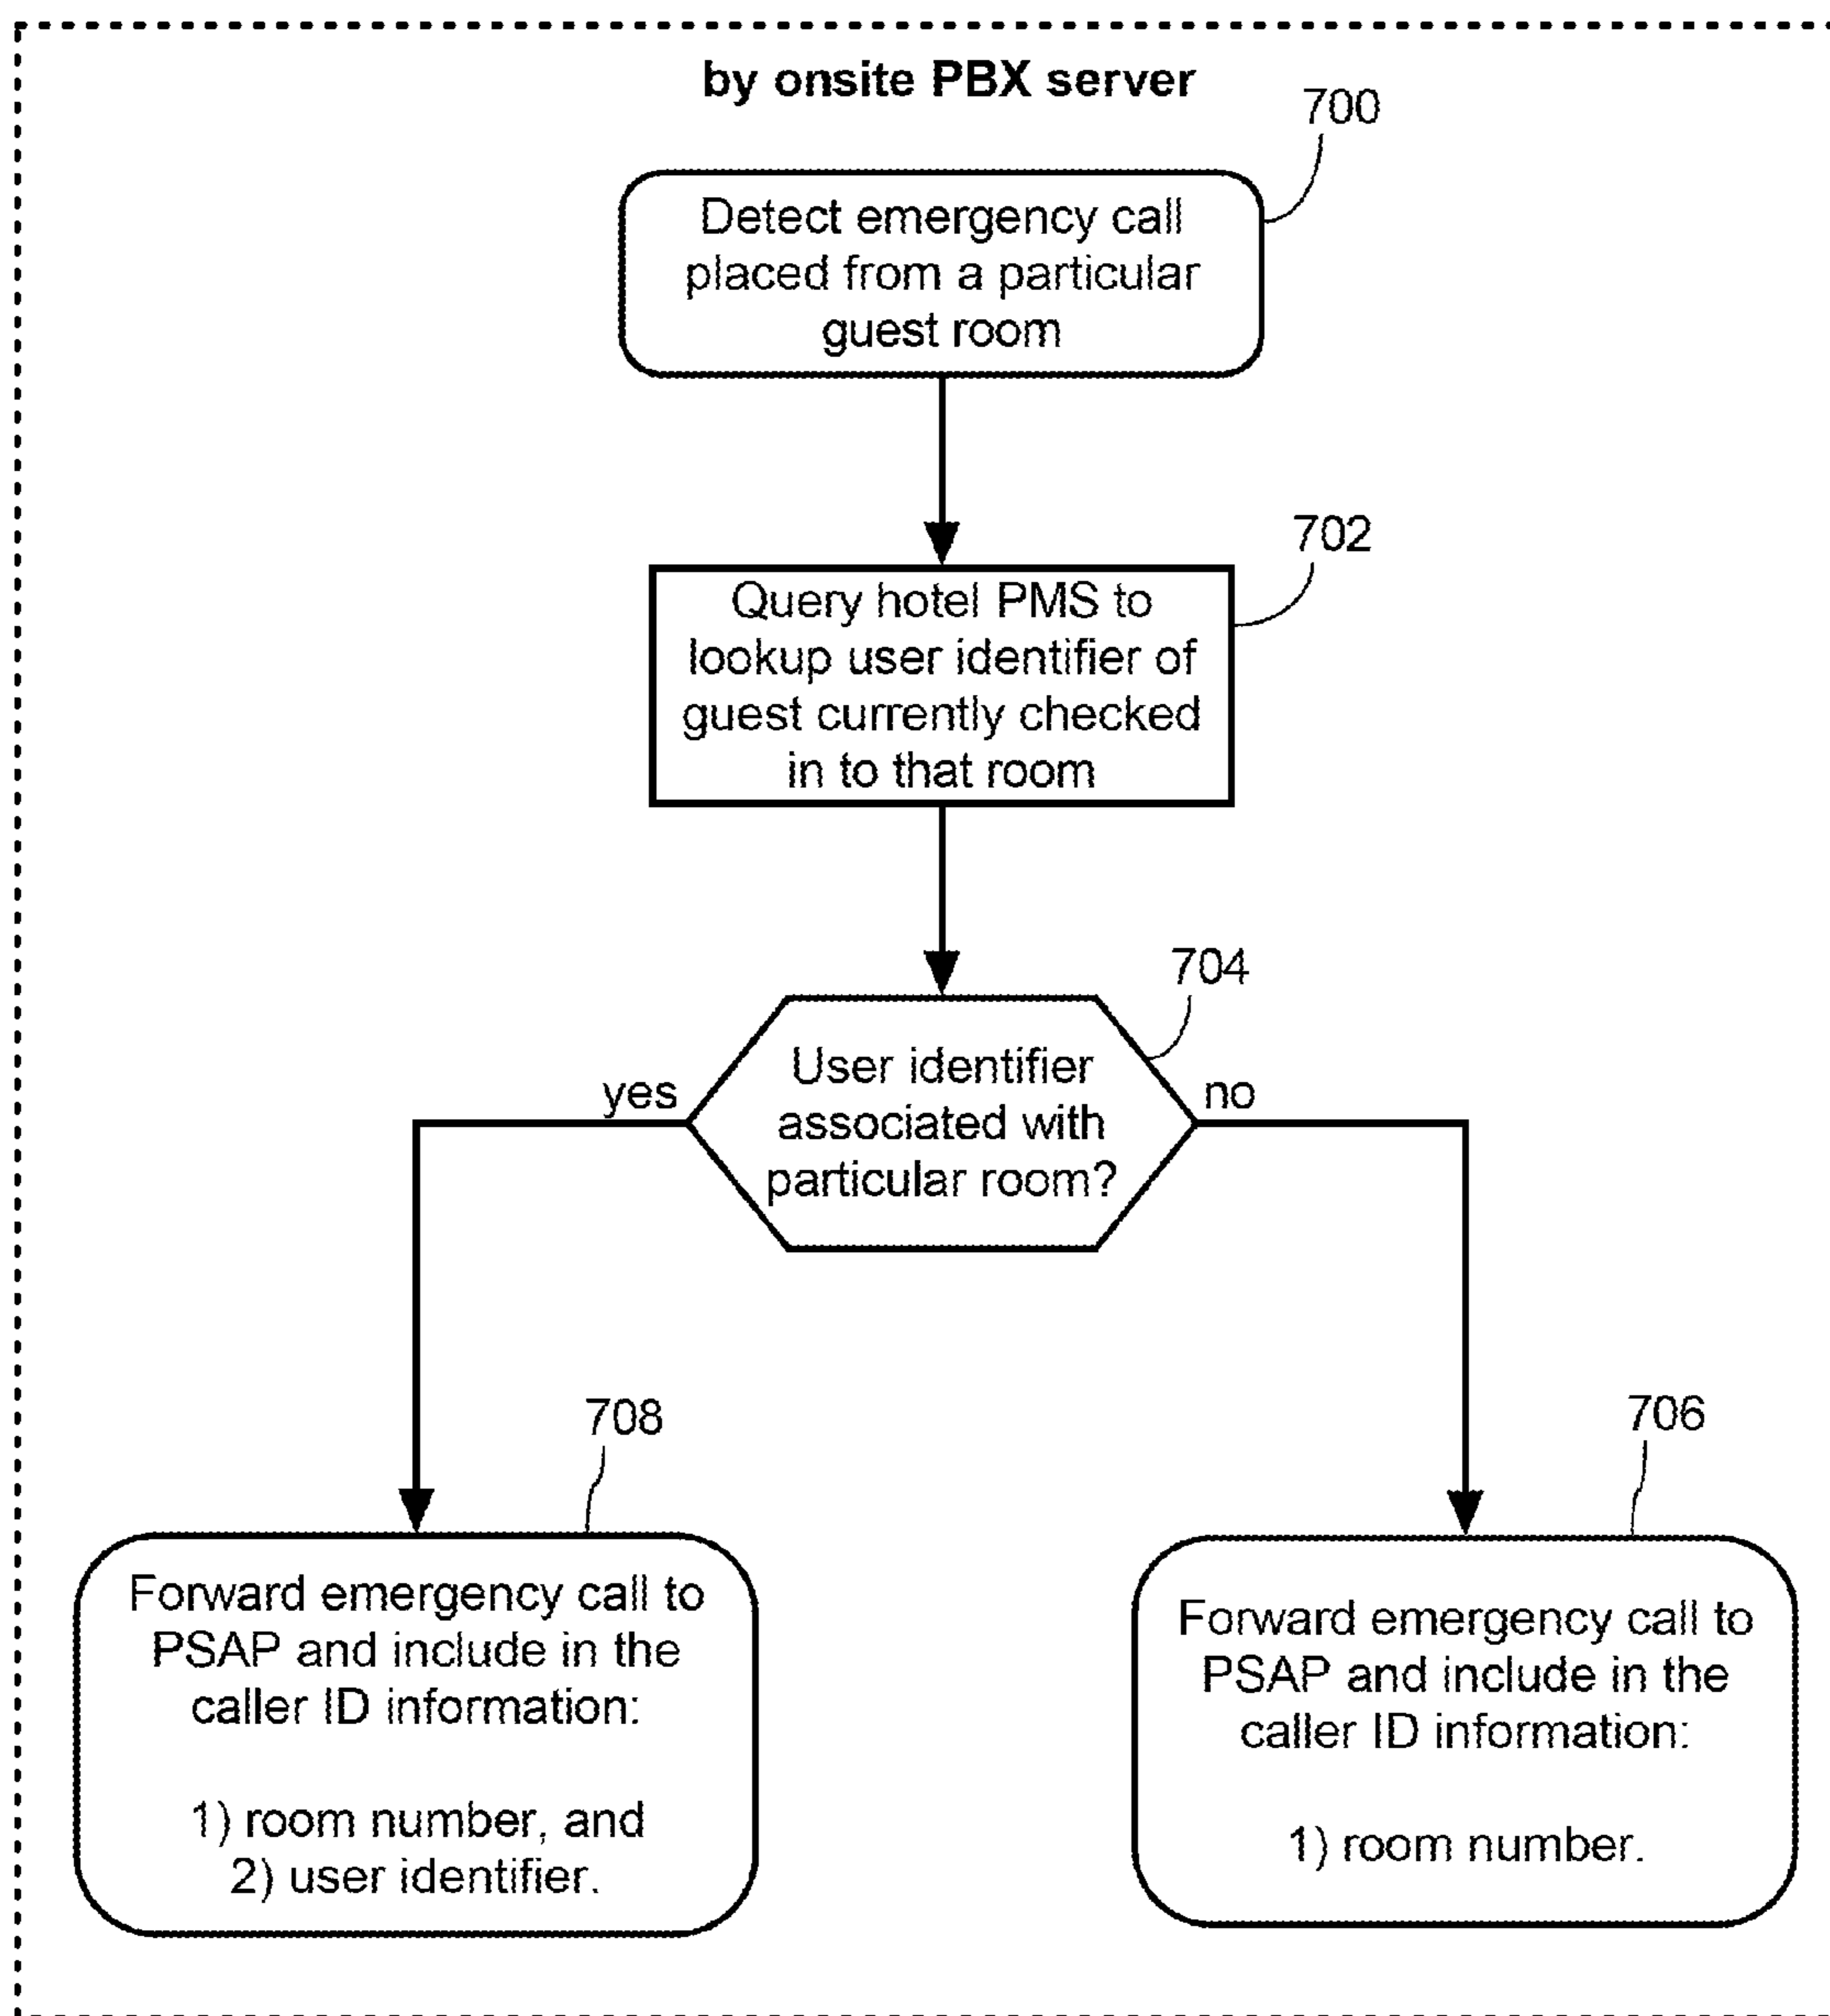 by onsite PBX server
700
Detect emergency call
placed from a particular
guest room
702
Query hotel PMS to
lookup user identifier of
guest currently checked
in to that room
704
User identifier
associated with
particular room?
yes
no
708
Forward emergency call to
PSAP and include in the
caller ID information:
1) room number, and
2) user identifier.
706
Forward emergency call to
PSAP and include in the
caller ID information:
1) room number.